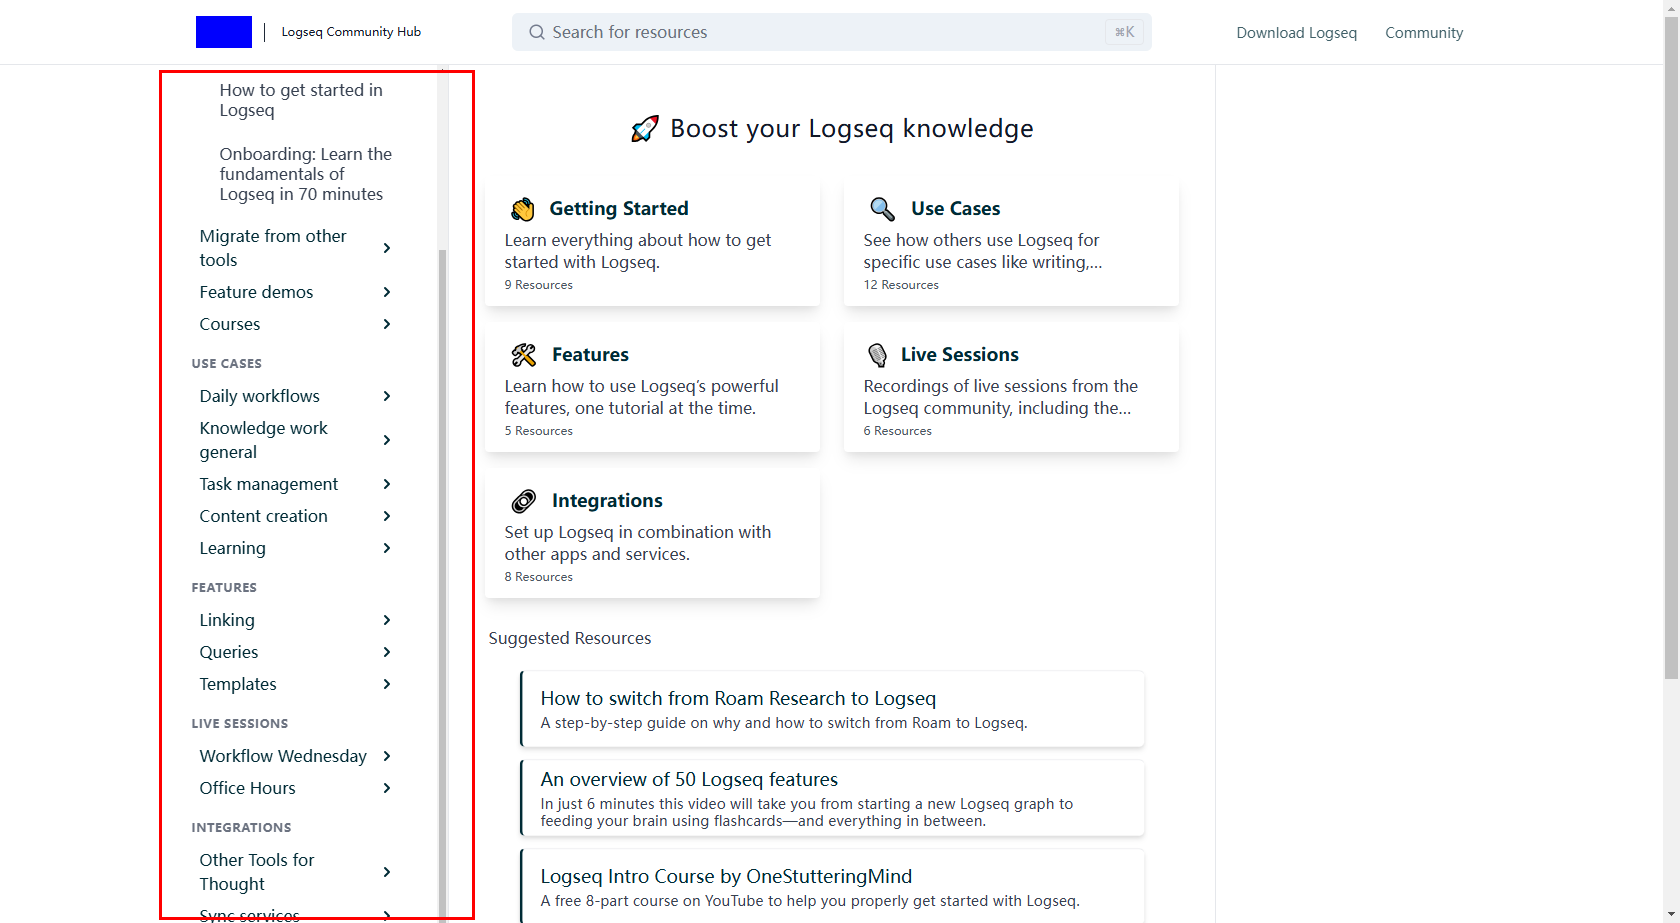 Logseq Community Hub
Search for resources
⌘K
Download Logseq
Community
How to get started in
Logseq
Onboarding: Learn the
fundamentals of
Logseq in 70 minutes
Migrate from other
tools
Feature demos
Courses
USE CASES
Daily workflows
Knowledge work
general
Task management
Content creation
Learning
FEATURES
Linking
Queries
Templates
LIVE SESSIONS
Workflow Wednesday
Office Hours
INTEGRATIONS
Other Tools for
Thought
Sync services
Boost your Logseq knowledge
Getting Started
Learn everything about how to get
started with Logseq.
9 Resources
Use Cases
See how others use Logseq for
specific use cases like writing,...
12 Resources
Features
Learn how to use Logseq’s powerful
features, one tutorial at the time.
5 Resources
Live Sessions
Recordings of live sessions from the
Logseq community, including the...
6 Resources
Integrations
Set up Logseq in combination with
other apps and services.
8 Resources
Suggested Resources
How to switch from Roam Research to Logseq
A step-by-step guide on why and how to switch from Roam to Logseq.
An overview of 50 Logseq features
In just 6 minutes this video will take you from starting a new Logseq graph to
feeding your brain using flashcards—and everything in between.
Logseq Intro Course by OneStutteringMind
A free 8-part course on YouTube to help you properly get started with Logseq.